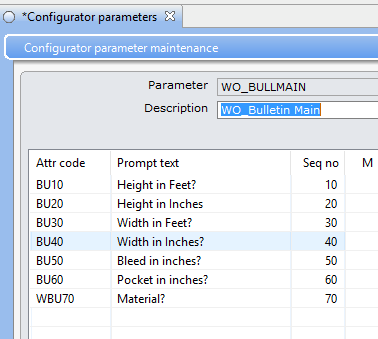 *Configurator parameters
Configurator parameter maintenance
Parameter WO_BULLMAIN
Description WO_Bulletin Main
Attr code Prompt text Seq no M
BU10 Height in Feet? 10
BU20 Height in Inches 20
BU30 Width in Feet? 30
BU40 Width in Inches? 40
BU50 Bleed in inches? 50
BU60 Pocket in inches? 60
WBU70 Material? 70